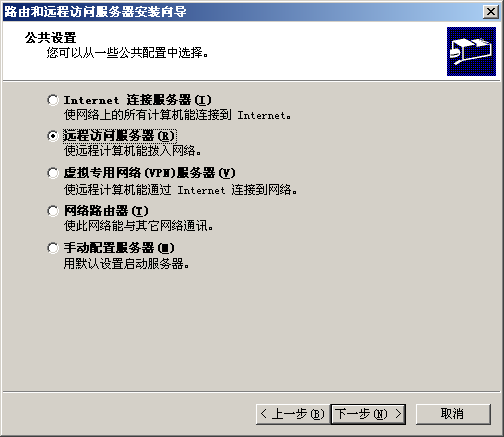 路由和远程访问服务器安装向导
公共设置
您可以从一些公共配置中选择。
Internet 连接服务器(I)
使网络上的所有计算机能连接到 Internet。
远程访问服务器(R)
使远程计算机能拨入网络。
虚拟专用网络(VPN)服务器(V)
使远程计算机能通过 Internet 连接到网络。
网络路由器(T)
使此网络能与其它网络通讯。
手动配置服务器(M)
用默认设置启动服务器。
< 上一步(B) 下一步(N) > 取消